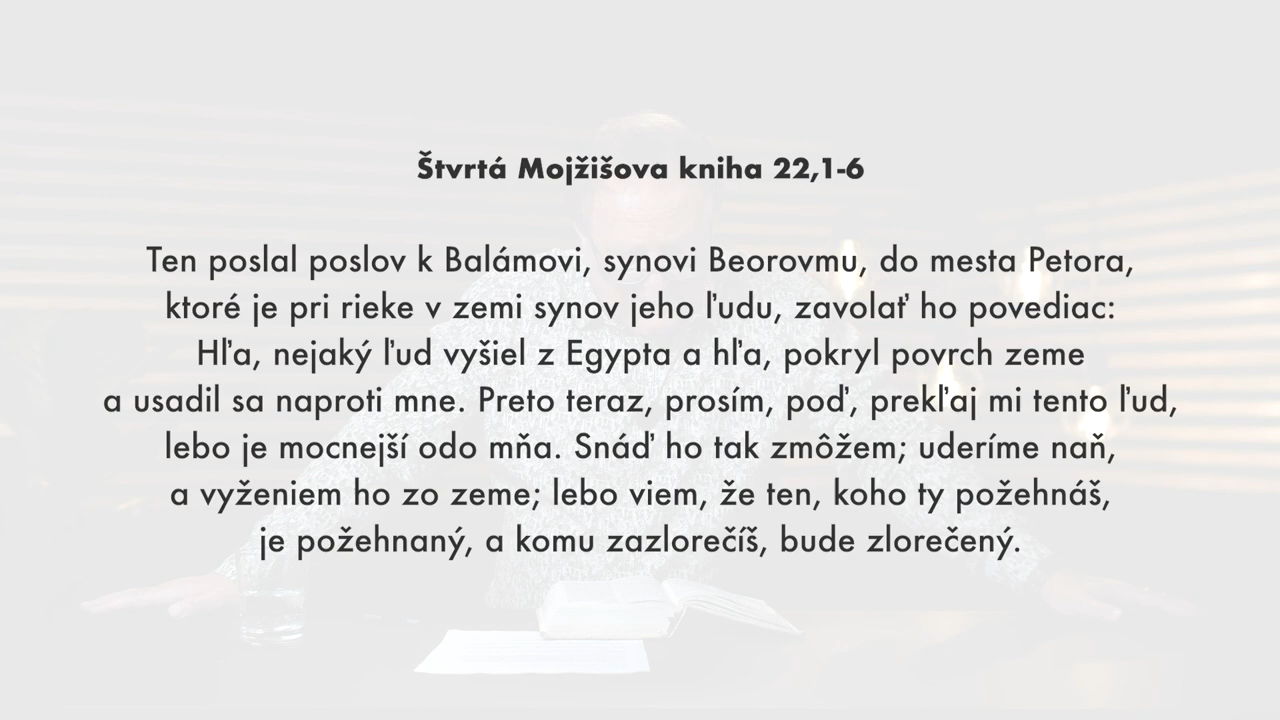 Štvrtá Mojžišova kniha 22,1-6
Ten poslal poslov k Balámovi, synovi Beorovmu, do mesta Petora,
ktoré je pri rieke v zemi synov jeho ľudu, zavolať ho povediac:
Hľa, nejaký ľud vyšiel z Egypta a hľa, pokryl povrch zeme
a usadil sa naproti mne. Preto teraz, prosím, poď, prekľaj mi tento ľud,
lebo je mocnejší odo mňa. Snáď ho tak zmôžem; uderíme naň,
a vyženiem ho zo zeme; lebo viem, že ten, koho ty požehnáš,
je požehnaný, a komu zazlorečíš, bude zlorečený.